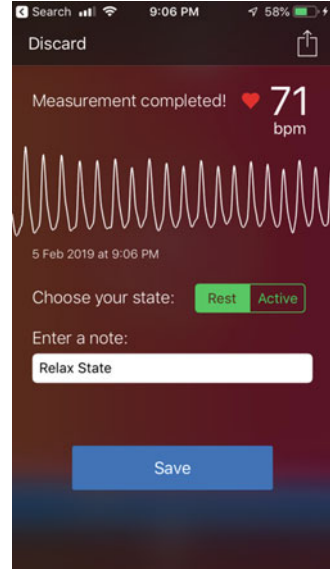 Search 9:06 PM 58%
Discard
Measurement completed! 71
bpm
5 Feb 2019 at 9:06 PM
Choose your state: Rest Active
Enter a note:
Relax State
Save